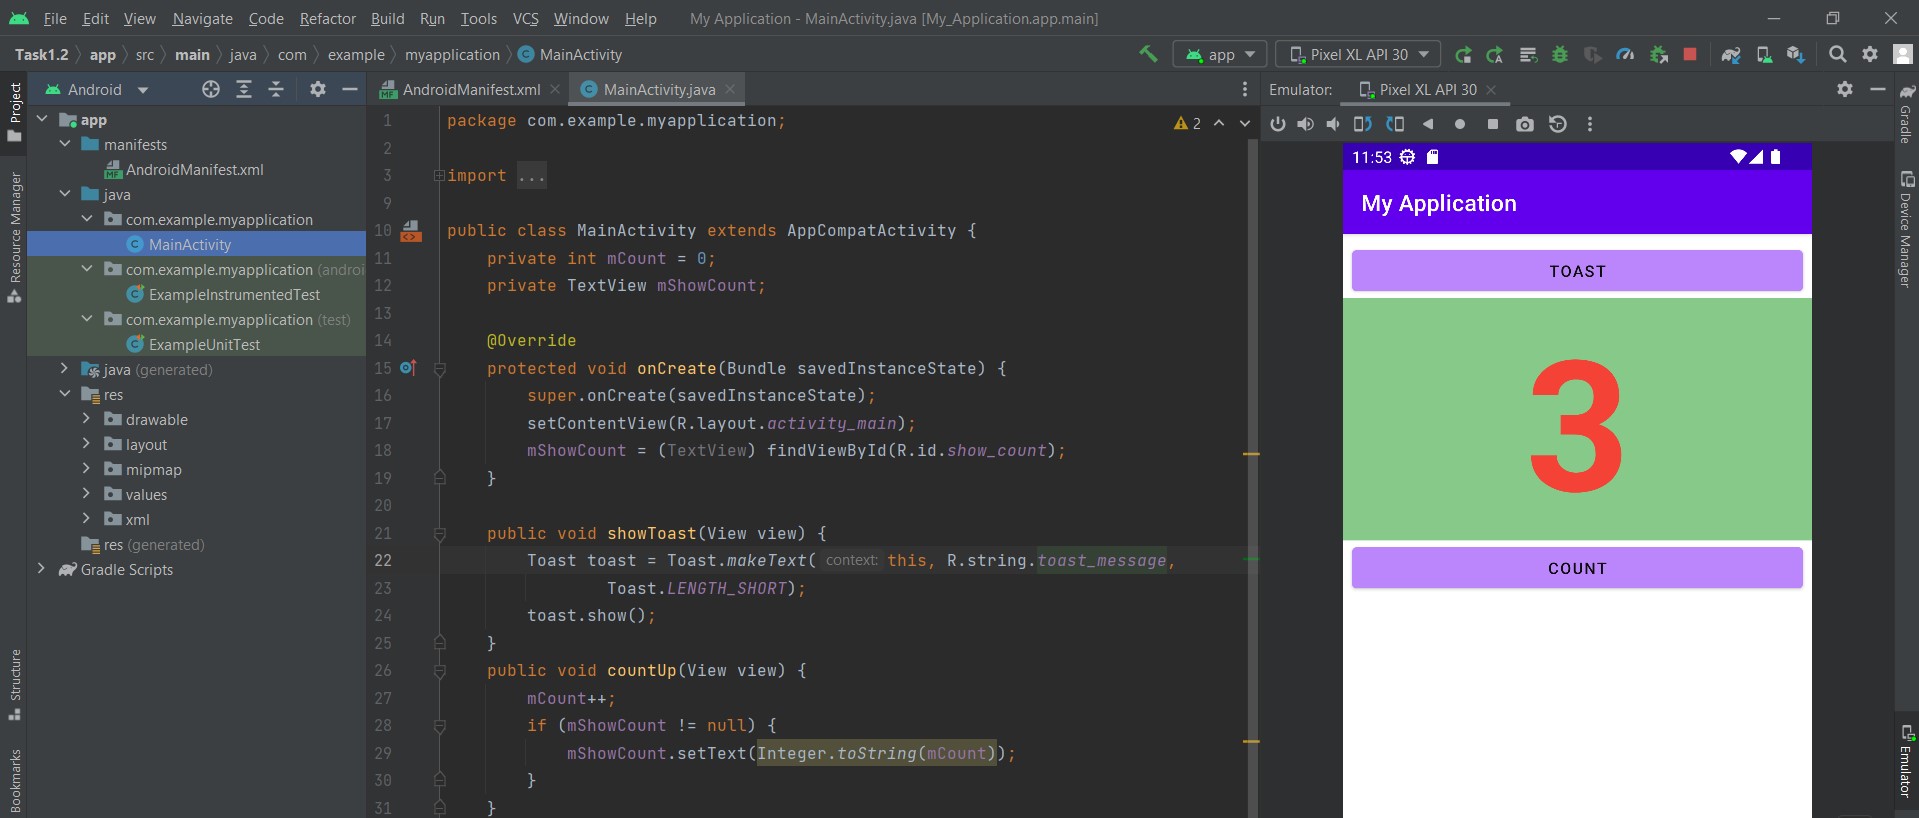 File Edit View Navigate Code Refactor Build Run Tools VCS Window Help My Application - MainActivity.java [My_Application.app.main]
Task1.2 app src main java com example myapplication MainActivity app Pixel XL API 30
Project
Resource Manager
Structure
Bookmarks
Android
app
manifests
AndroidManifest.xml
java
com.example.myapplication
MainActivity
com.example.myapplication (androi
ExampleInstrumentedTest
com.example.myapplication (test)
ExampleUnitTest
java (generated)
res
drawable
layout
mipmap
values
xml
res (generated)
Gradle Scripts
AndroidManifest.xml MainActivity.java
2
1 package com.example.myapplication;
2
3 import ...
9
10 public class MainActivity extends AppCompatActivity {
11 private int mCount = 0;
12 private TextView mShowCount;
13
14 @Override
15 protected void onCreate(Bundle savedInstanceState) {
16 super.onCreate(savedInstanceState);
17 setContentView(R.layout.activity_main);
18 mShowCount = (TextView) findViewById(R.id.show_count);
19 }
20
21 public void showToast(View view) {
22 Toast toast = Toast.makeText( context: this, R.string.toast_message,
23 Toast.LENGTH_SHORT);
24 toast.show();
25 }
26 public void countUp(View view) {
27 mCount++;
28 if (mShowCount != null) {
29 mShowCount.setText(Integer.toString(mCount));
30 }
31 }
Emulator: Pixel XL API 30
11:53
My Application
TOAST
3
COUNT
Gradle
Device Manager
Emulator